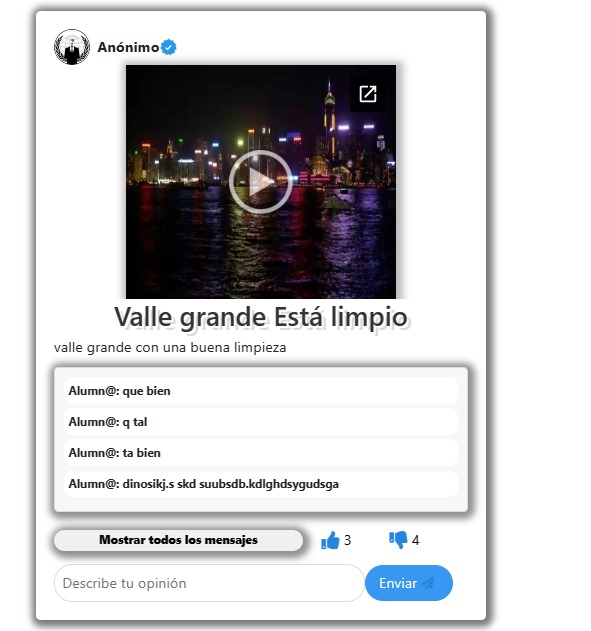 Anónimo
Valle grande Está limpio
valle grande con una buena limpieza
Alumn@: que bien
Alumn@: q tal
Alumn@: ta bien
Alumn@: dinosikj.s skd suubsdb.kdlghdsygudsga
Mostrar todos los mensajes 3 4
Describe tu opinión Enviar